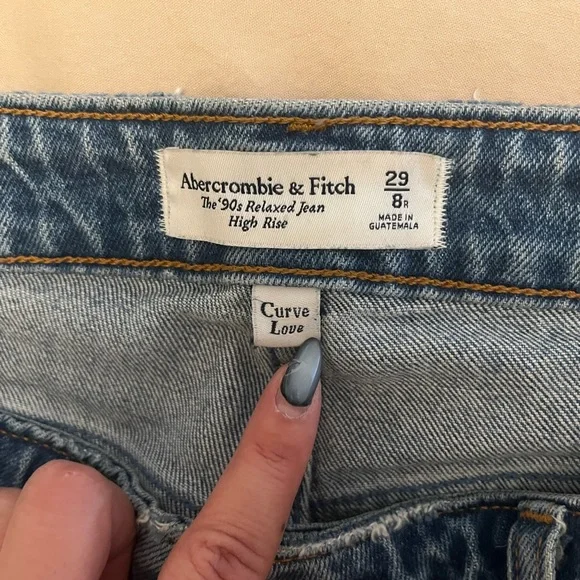 Abercrombie & Fitch
The '90s Relaxed Jean
High Rise
29
8R
MADE IN
GUATEMALA
Curve
Love